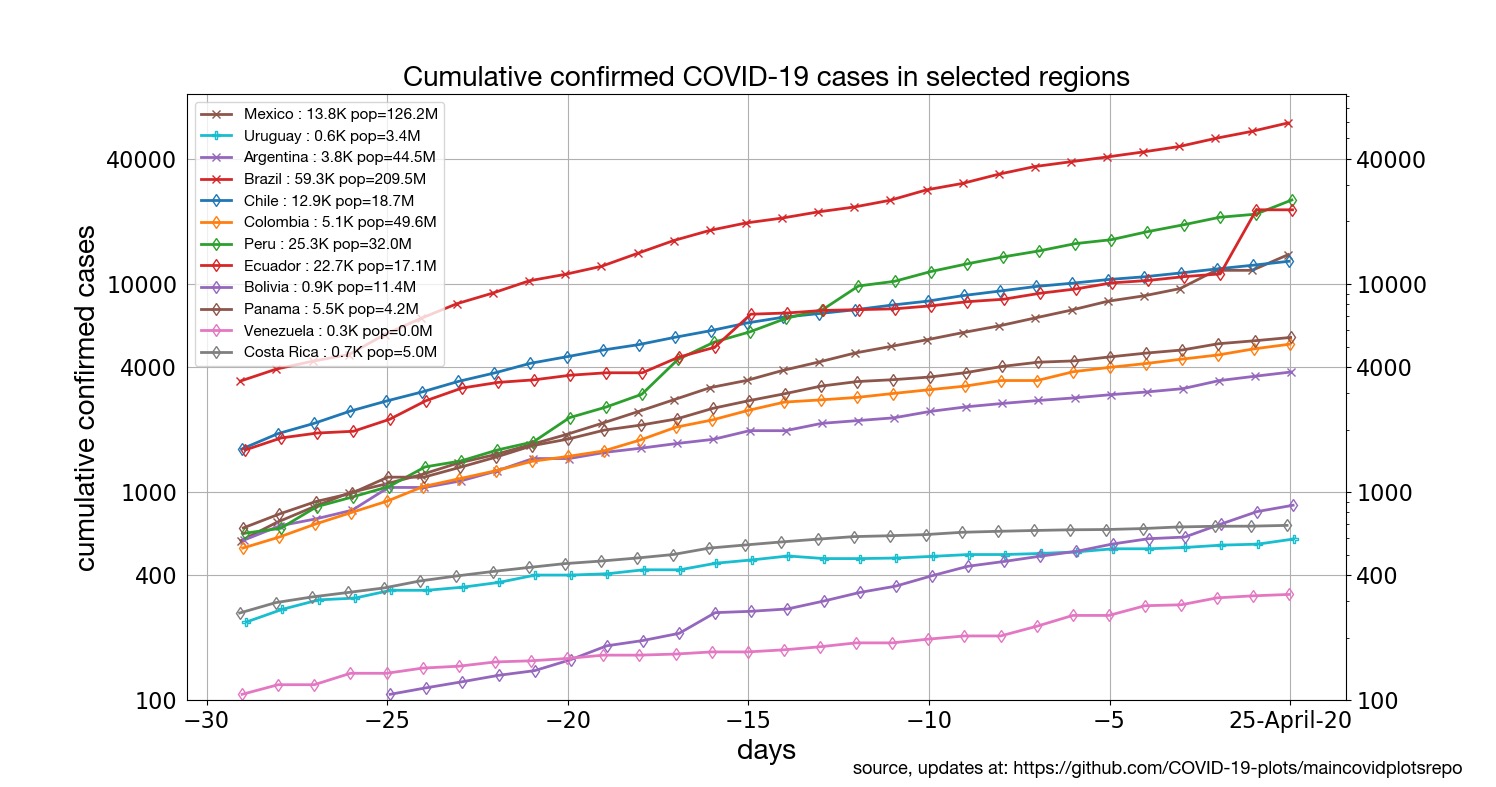 Cumulative confirmed COVID-19 cases in selected regions
Mexico : 13.8K pop=126.2M
Uruguay : 0.6K pop=3.4M
Argentina : 3.8K pop=44.5M
Brazil : 59.3K pop=209.5M
Chile : 12.9K pop=18.7M
Colombia : 5.1K pop=49.6M
Peru : 25.3K pop=32.0M
Ecuador : 22.7K pop=17.1M
Bolivia : 0.9K pop=11.4M
Panama : 5.5K pop=4.2M
Venezuela : 0.3K pop=0.0M
Costa Rica : 0.7K pop=5.0M
cumulative confirmed cases
40000
10000
4000
1000
400
100
40000
10000
4000
1000
400
100
−30 −25 −20 −15 −10 −5 25-April-20
days
source, updates at: https://github.com/COVID-19-plots/maincovidplotsrepo